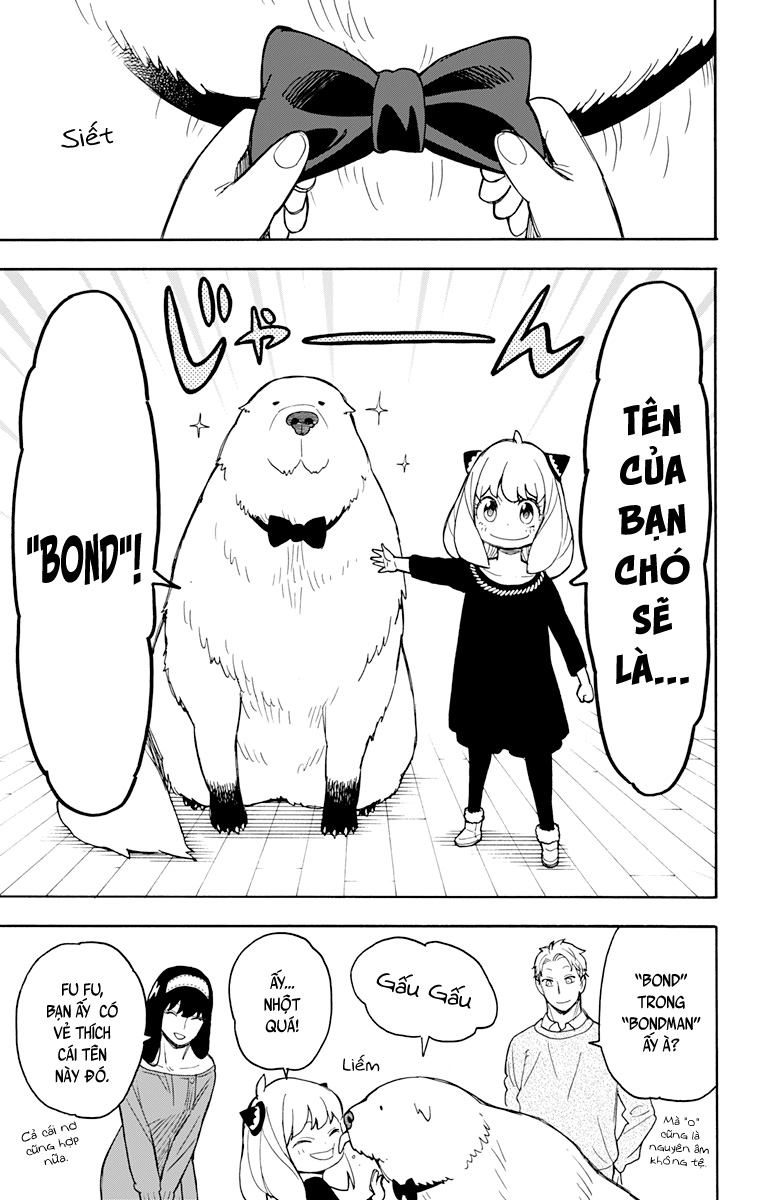 Siết
じゃーーん
TÊN
CỦA
BẠN
CHÓ
SẼ
LÀ...
"BOND"!
"BOND"
TRONG
"BONDMAN"
ẤY À?
Mà "o"
cũng là
nguyên âm
không tệ.
Gấu Gấu
Liếm
ẤY...
NHỘT
QUÁ!
FU FU,
BẠN ẤY CÓ
VẺ THÍCH
CÁI TÊN
NÀY ĐÓ.
Cả cái nơ
cũng hợp
nữa.